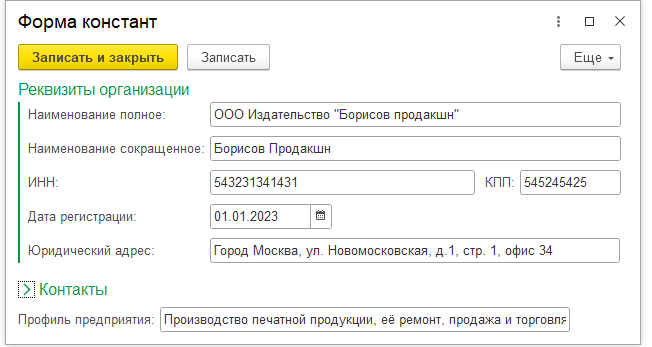 Форма констант
Записать и закрыть Записать Еще
Реквизиты организации
Наименование полное: ООО Издательство "Борисов продакшн"
Наименование сокращенное: Борисов Продакшн
ИНН: 543231341431 КПП: 545245425
Дата регистрации: 01.01.2023
Юридический адрес: Город Москва, ул. Новомосковская, д.1, стр. 1, офис 34
Контакты
Профиль предприятия: Производство печатной продукции, её ремонт, продажа и торговля